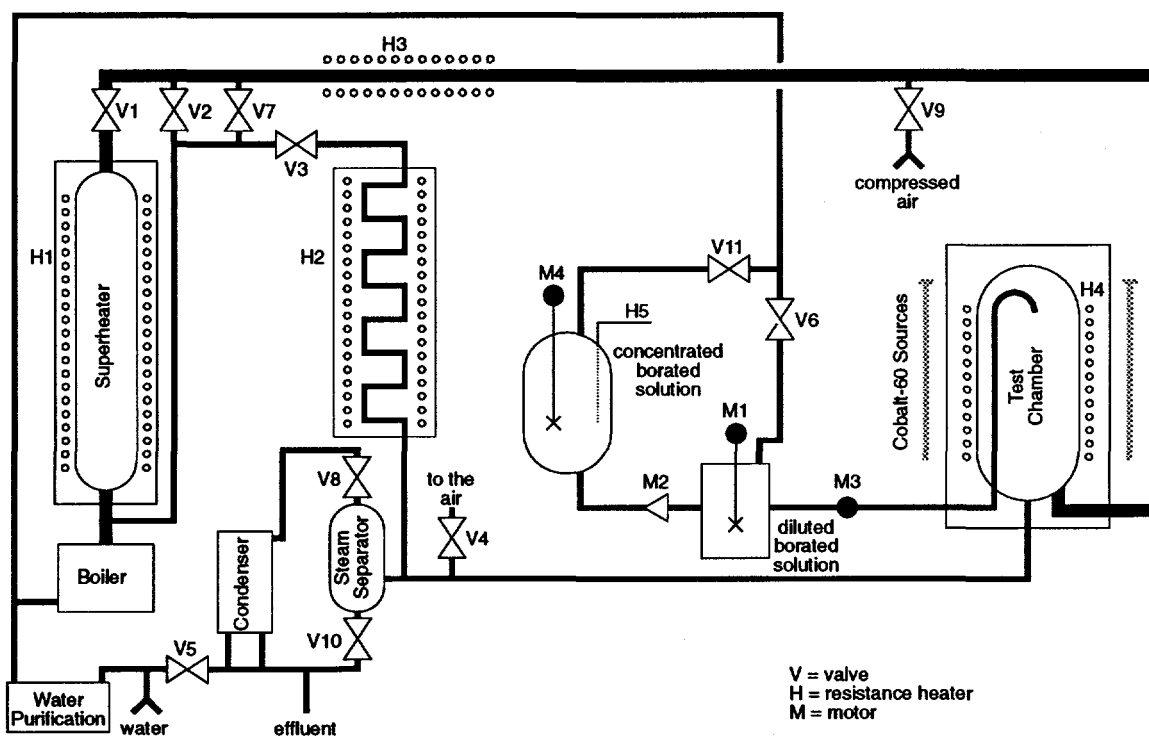 H3
V1
V2
V7
V9
V3
compressed
air
H1
Superheater
H2
V11
M4
H5
V6
concentrated
borated
solution
Cobalt-60 Sources
H4
Test
Chamber
M1
V8
to the
air
V4
M2
M3
diluted
borated
solution
Boiler
Condenser
Steam
Separator
V10
V5
Water
Purification
water
effluent
V = valve
H = resistance heater
M = motor